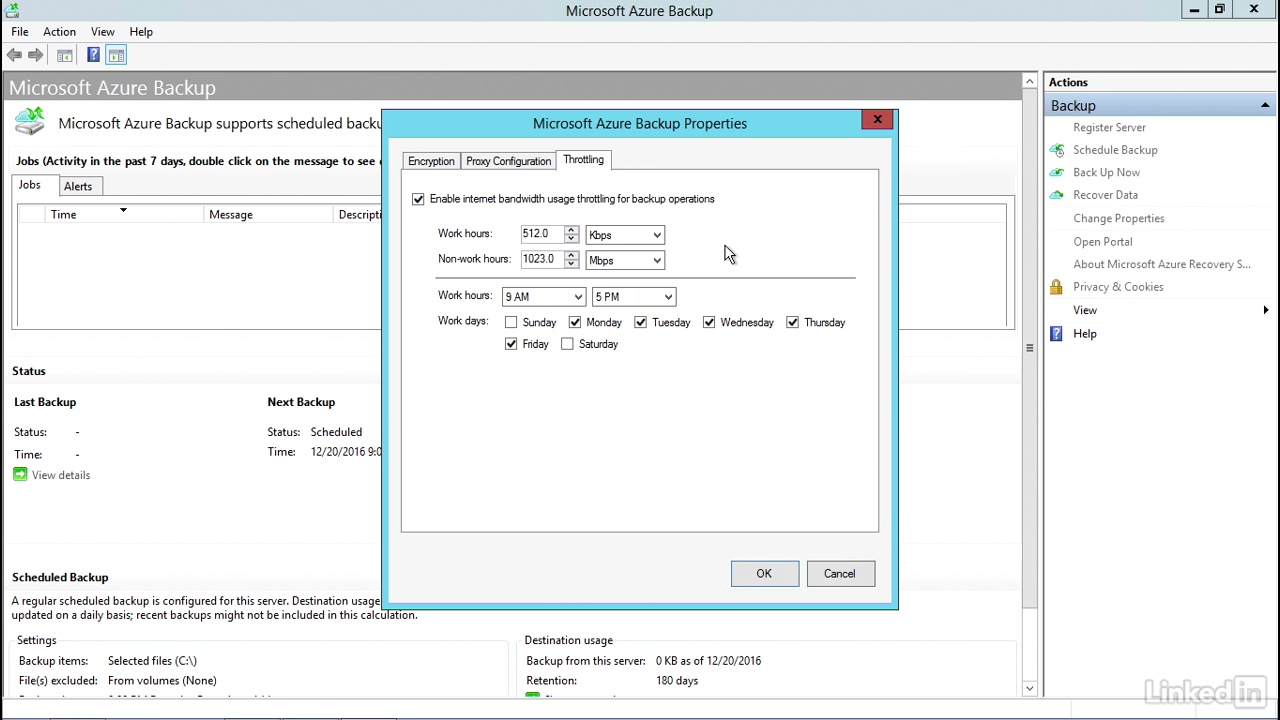 Microsoft Azure Backup
File Action View Help
Microsoft Azure Backup
Microsoft Azure Backup supports scheduled
Jobs (Activity in the past 7 days, double click on the message to see
Jobs Alerts
Time Message
Status
Last Backup Next Backup
Status: - Status: Scheduled
Time: - Time: 12/20/2016
View details
Scheduled Backup
A regular scheduled backup is configured for this server. Destination usage
updated on a daily basis; recent backups might not be included in this calculation.
Settings Destination usage
Backup items: Selected files (C:\) Backup from this server: 0 KB as of 12/20/2016
File(s) excluded: From volumes (None) Retention: 180 days
Microsoft Azure Backup Properties
Encryption Proxy Configuration Throttling
Enable internet bandwidth usage throttling for backup operations
Work hours: 512.0 Kbps
Non-work hours: 1023.0 Mbps
Work hours: 9 AM 5 PM
Work days: Sunday Monday Tuesday Wednesday Thursday
Friday Saturday
OK Cancel
Actions
Backup
Register Server
Schedule Backup
Back Up Now
Recover Data
Change Properties
Open Portal
About Microsoft Azure Recovery S...
Privacy & Cookies
View
Help
LinkedIn